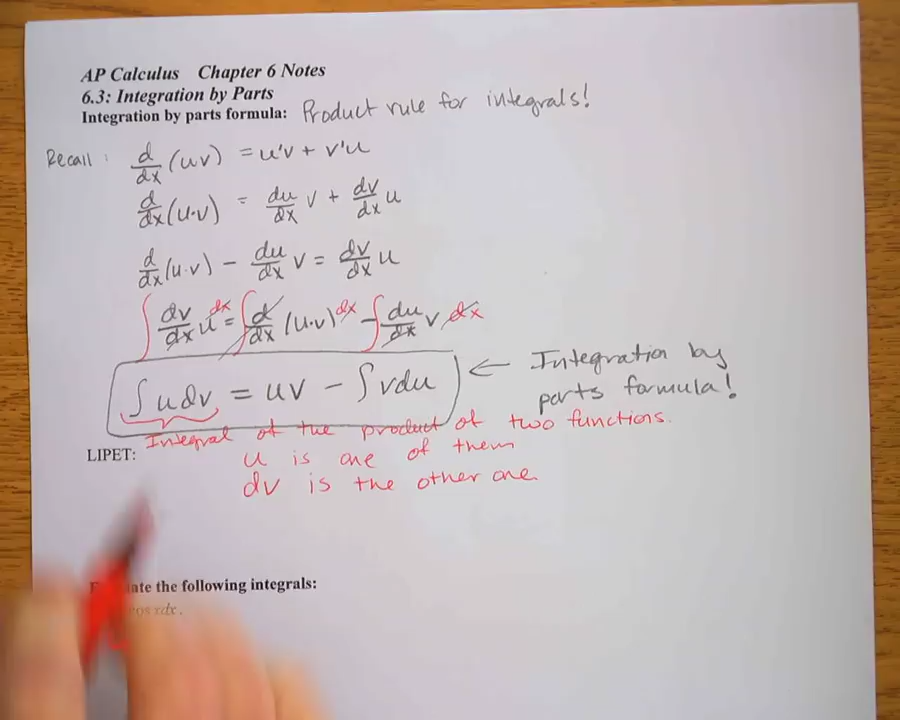 AP Calculus Chapter 6 Notes
6.3: Integration by Parts
Integration by parts formula: Product rule for integrals!
Recall: d/dx (uv) = u'v + v'u
d/dx (u·v) = du/dx v + dv/dx u
d/dx (u·v) - du/dx v = dv/dx u
∫ dv/dx u dx = ∫ d/dx (u·v) dx - ∫ du/dx v dx
∫ u dv = uv - ∫ v du ← Integration by
parts formula!
Integral of the product of two functions.
LIPET: u is one of them
dv is the other one
the following integrals:
cos xdx.